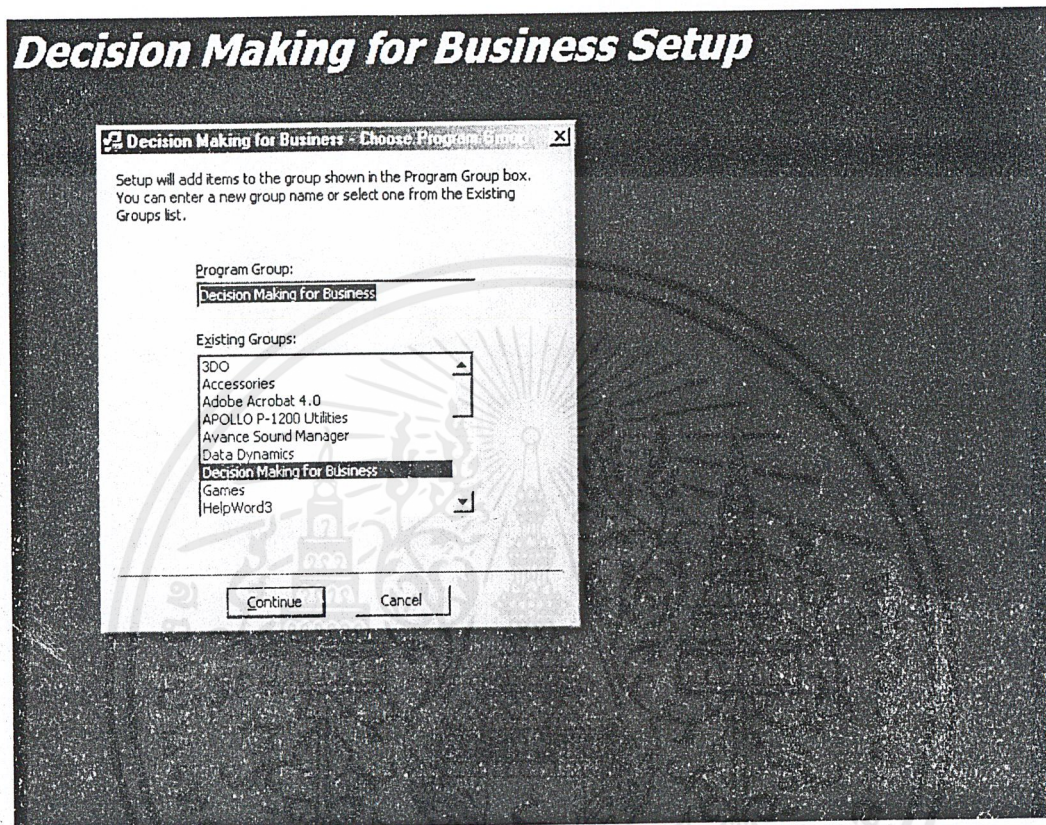 Decision Making for Business Setup
Decision Making for Business - Choose Program Group
Setup will add items to the group shown in the Program Group box.
You can enter a new group name or select one from the Existing
Groups list.
Program Group:
Decision Making for Business
Existing Groups:
3DO
Accessories
Adobe Acrobat 4.0
APOLLO P-1200 Utilities
Avance Sound Manager
Data Dynamics
Decision Making for Business
Games
HelpWord3
Continue
Cancel